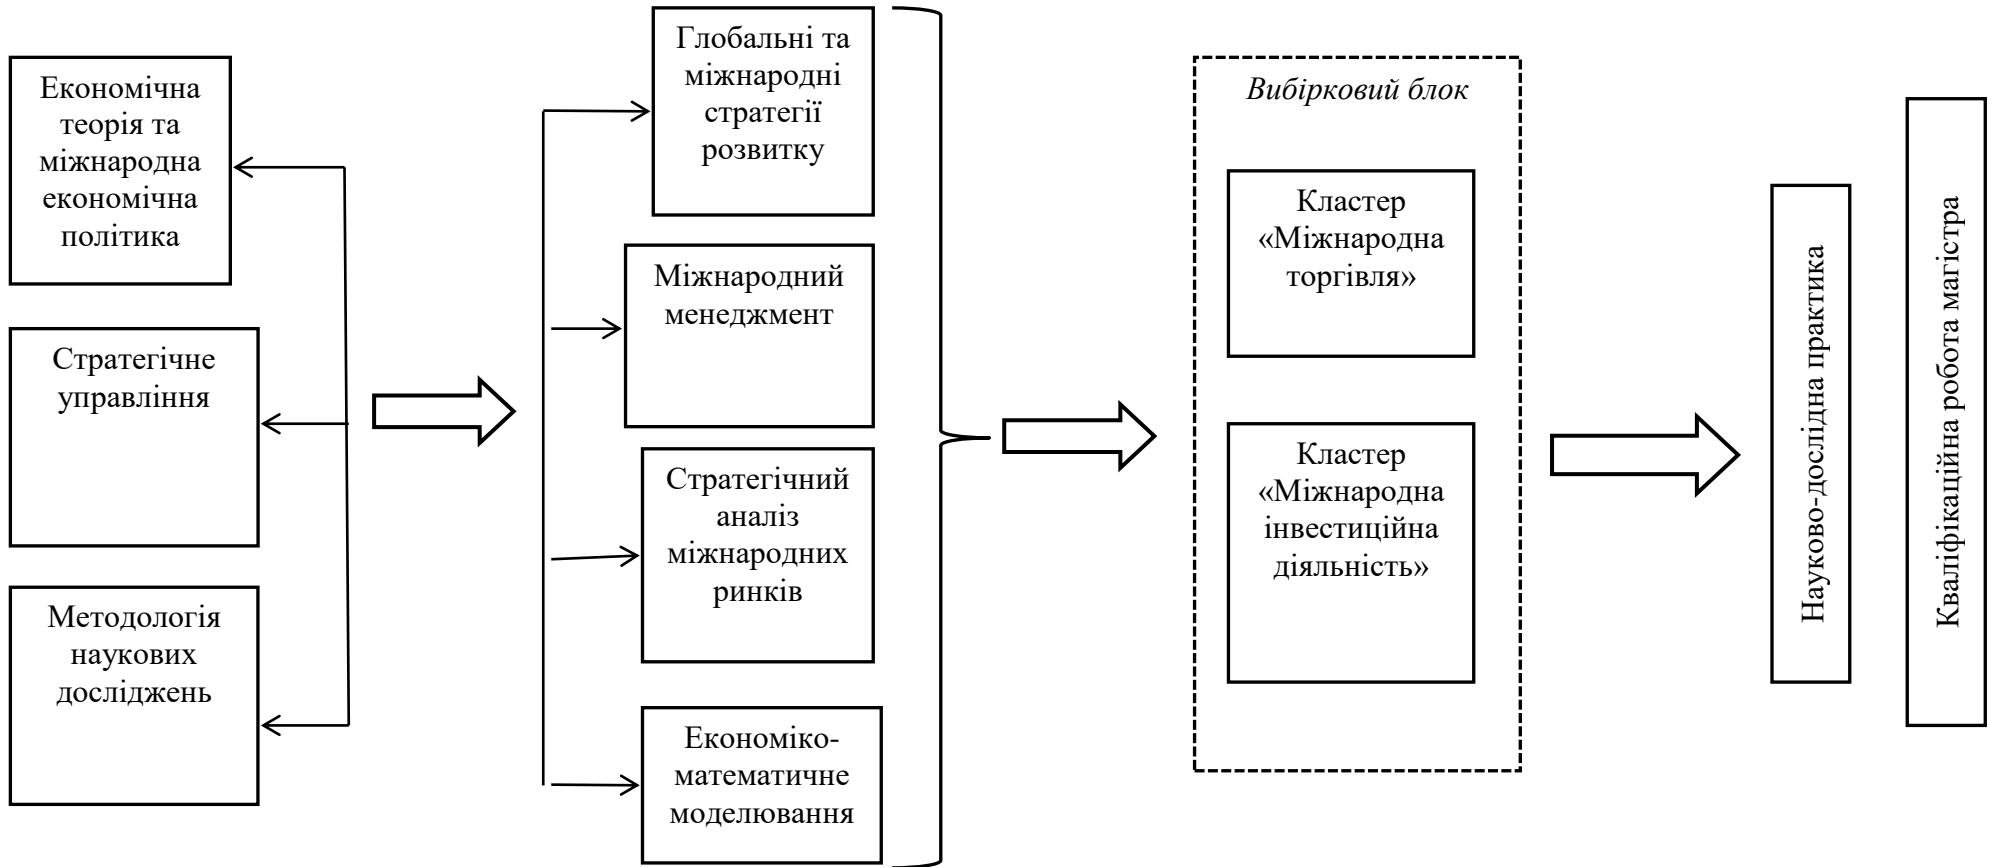 Економічна
теорія та
міжнародна
економічна
політика
Стратегічне
управління
Методологія
наукових
досліджень
Глобальні та
міжнародні
стратегії
розвитку
Міжнародний
менеджмент
Стратегічний
аналіз
міжнародних
ринків
Економіко-
математичне
моделювання
Вибірковий блок
Кластер
«Міжнародна
торгівля»
Кластер
«Міжнародна
інвестиційна
діяльність»
Науково-дослідна практика
Кваліфікаційна робота магістра